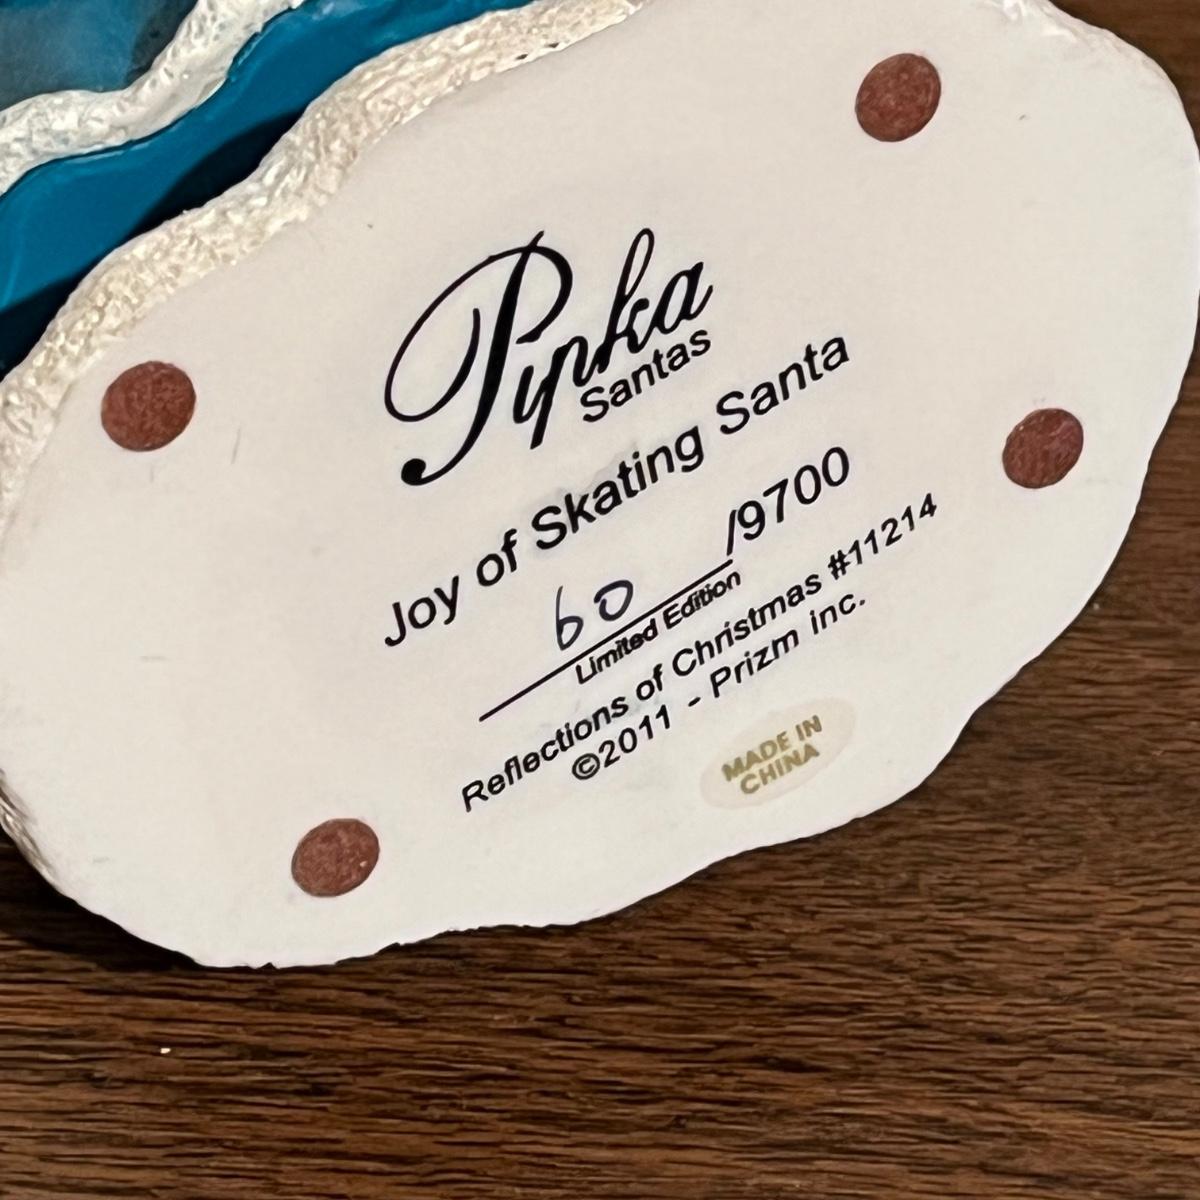 Pipka
Santas
Joy of Skating Santa
60 /9700
Limited Edition
Reflections of Christmas #11214
©2011 - Prizm inc.
MADE IN
CHINA